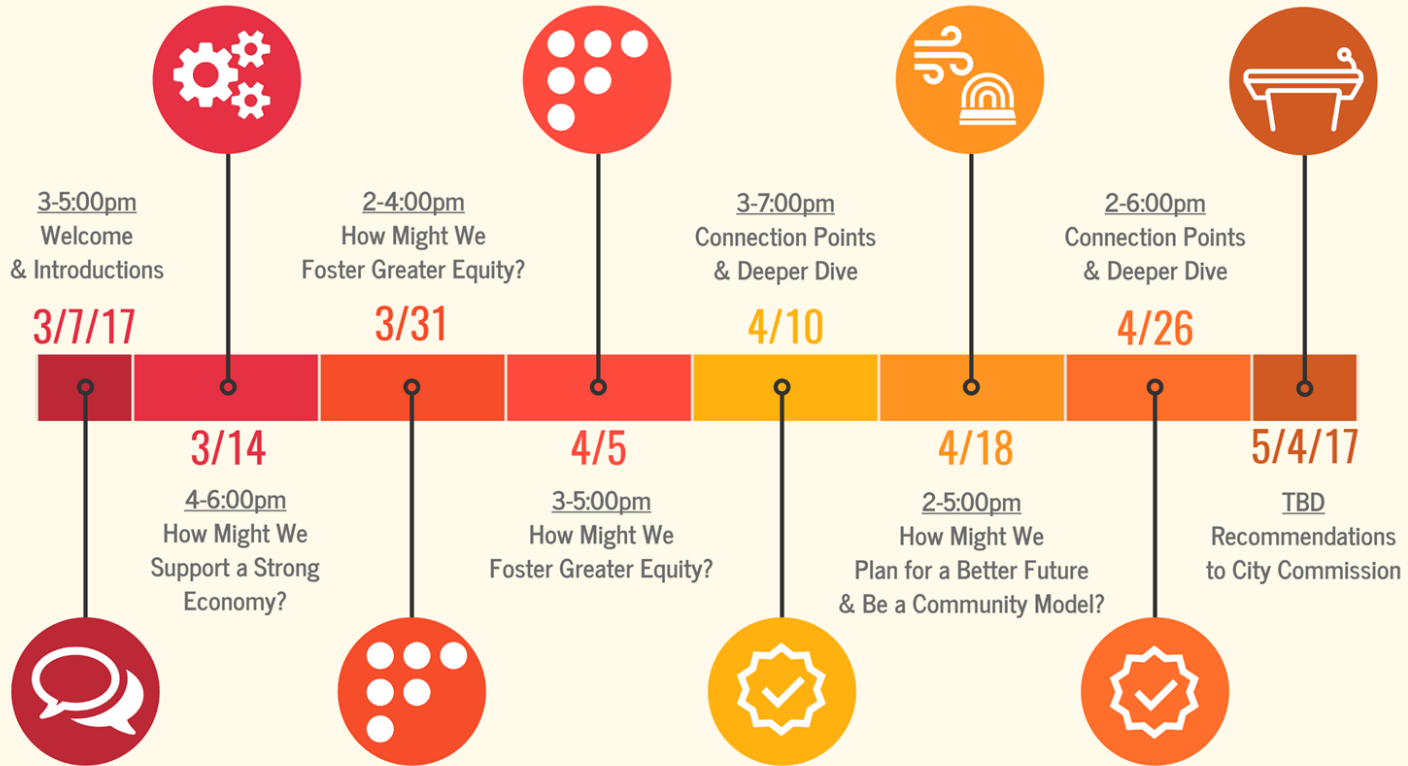 3-5:00pm
Welcome
& Introductions
3/7/17
3/14
4-6:00pm
How Might We
Support a Strong
Economy?
2-4:00pm
How Might We
Foster Greater Equity?
3/31
4/5
3-5:00pm
How Might We
Foster Greater Equity?
3-7:00pm
Connection Points
& Deeper Dive
4/10
4/18
2-5:00pm
How Might We
Plan for a Better Future
& Be a Community Model?
2-6:00pm
Connection Points
& Deeper Dive
4/26
5/4/17
TBD
Recommendations
to City Commission